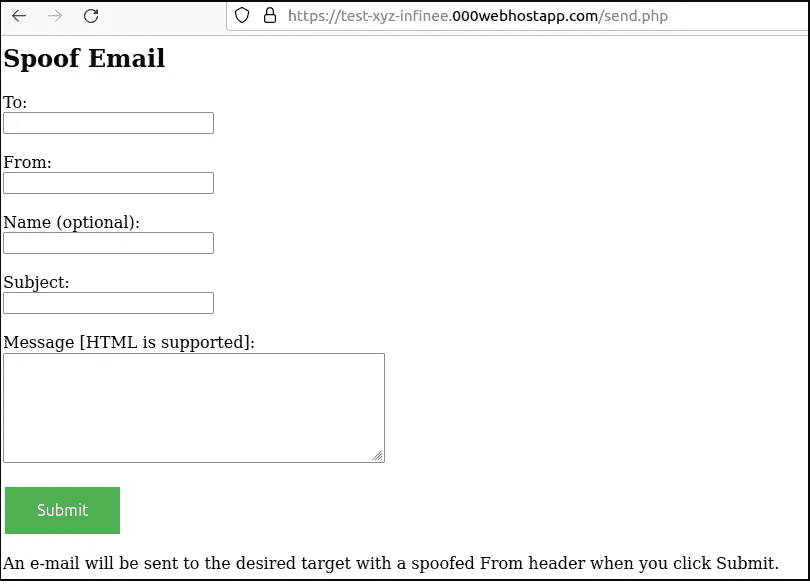 https://test-xyz-infinee.000webhostapp.com/send.php
Spoof Email
To:
From:
Name (optional):
Subject:
Message [HTML is supported]:
Submit
An e-mail will be sent to the desired target with a spoofed From header when you click Submit.